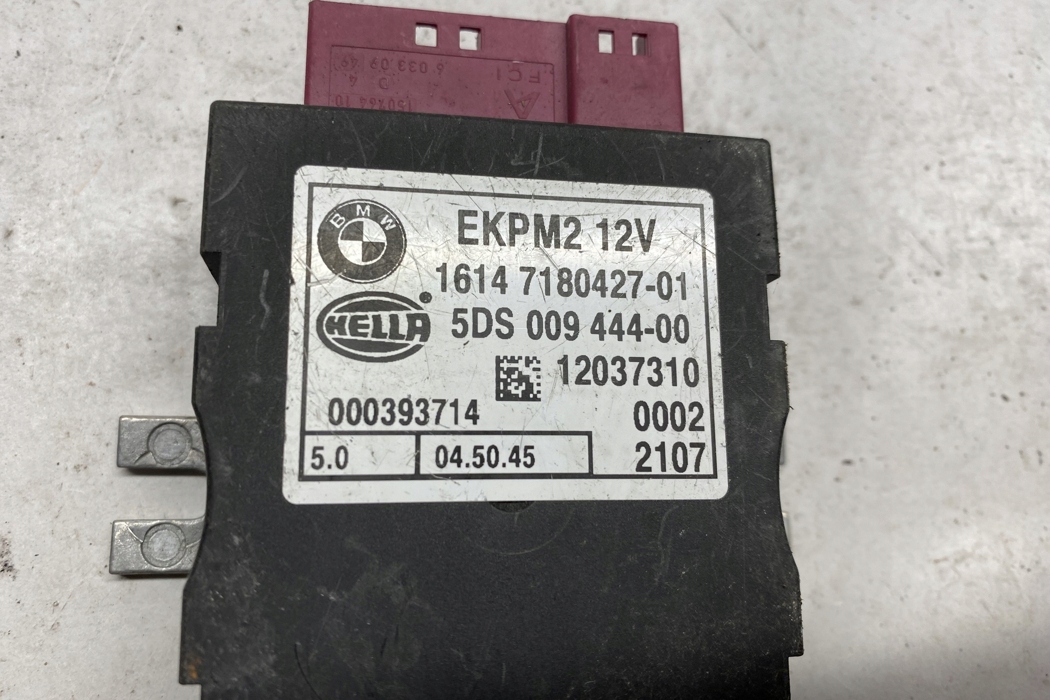 FCI
BMW
EKPM2 12V
1614 7180427-01
HELLA®
5DS 009 444-00
12037310
000393714
0002
5.0
04.50.45
2107